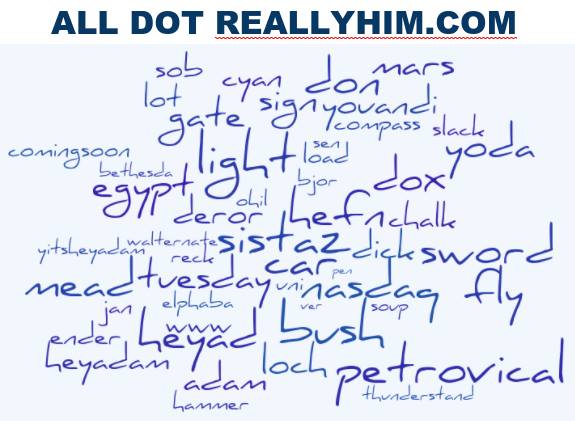 ALL DOT REALLYHIM.COM
sob cyan don mars
lot gate sign youandi
compass slack
comingsoon light sen load yoda
bethesda bjor dox
egypt ohil
deror hefn chalk
yitsheyadam walternate sistaz dick sword
reck car pen
mead tuesday uni nasdaq fly
jan elphaba ver soup
www
ender heyad bush
heyadam loch petrovical
adam thunderstand
hammer